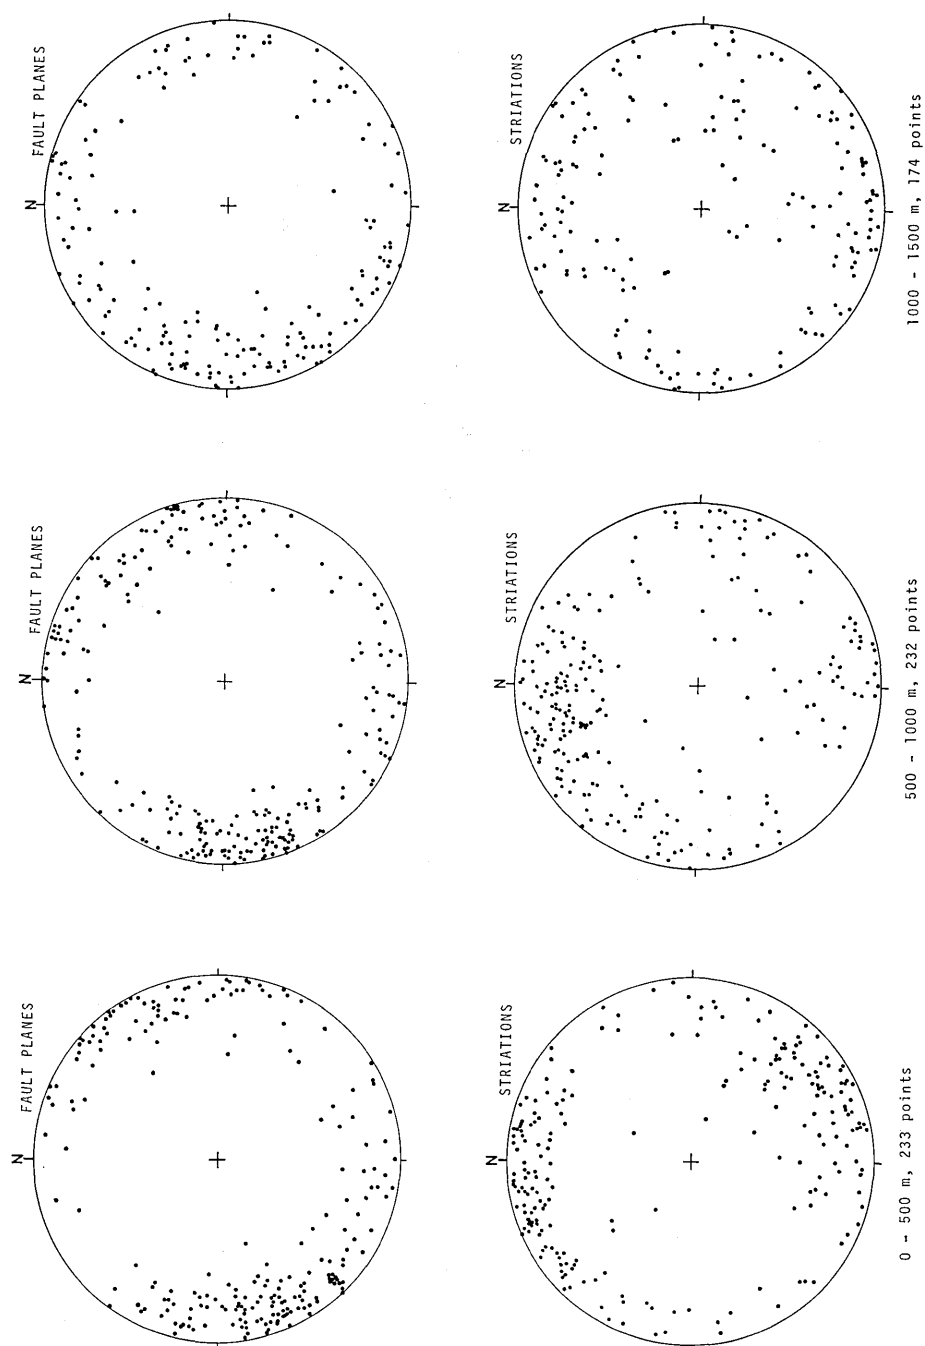 FAULT PLANES
N
STRIATIONS
N
1000 - 1500 m, 174 points
FAULT PLANES
N
STRIATIONS
N
500 - 1000 m, 232 points
FAULT PLANES
N
STRIATIONS
N
0 - 500 m, 233 points